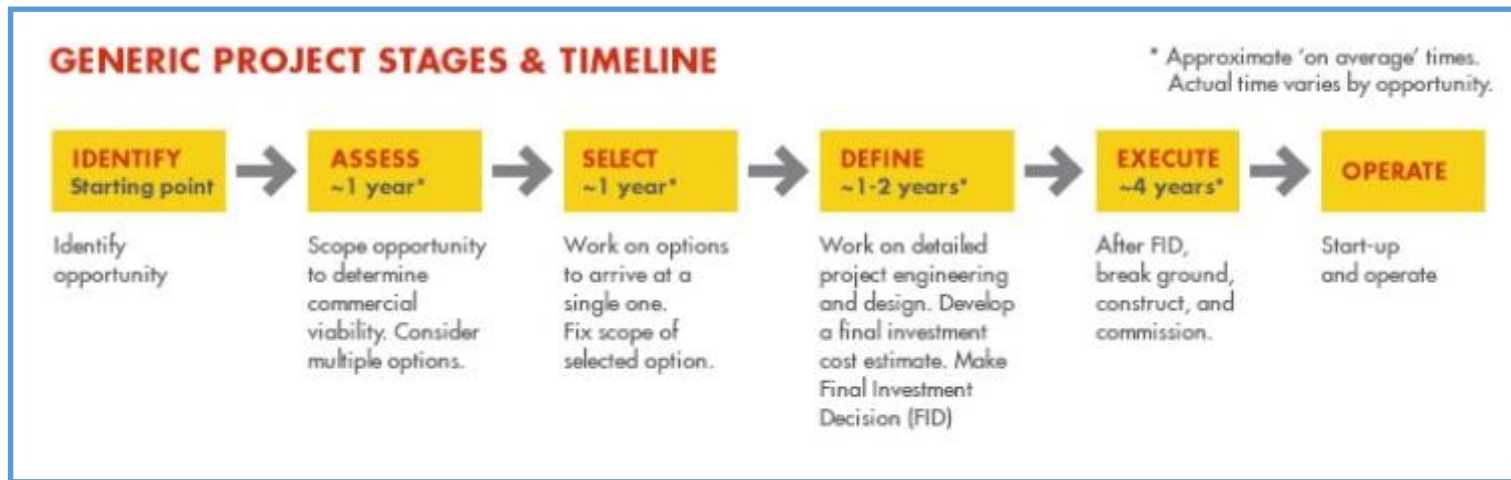 GENERIC PROJECT STAGES & TIMELINE
* Approximate ‘on average’ times.
Actual time varies by opportunity.
IDENTIFY
Starting point
Identify
opportunity
ASSESS
~1 year*
Scope opportunity
to determine
commercial
viability. Consider
multiple options.
SELECT
~1 year*
Work on options
to arrive at a
single one.
Fix scope of
selected option.
DEFINE
~1-2 years*
Work on detailed
project engineering
and design. Develop
a final investment
cost estimate. Make
Final Investment
Decision (FID)
EXECUTE
~4 years*
After FID,
break ground,
construct, and
commission.
OPERATE
Start-up
and operate